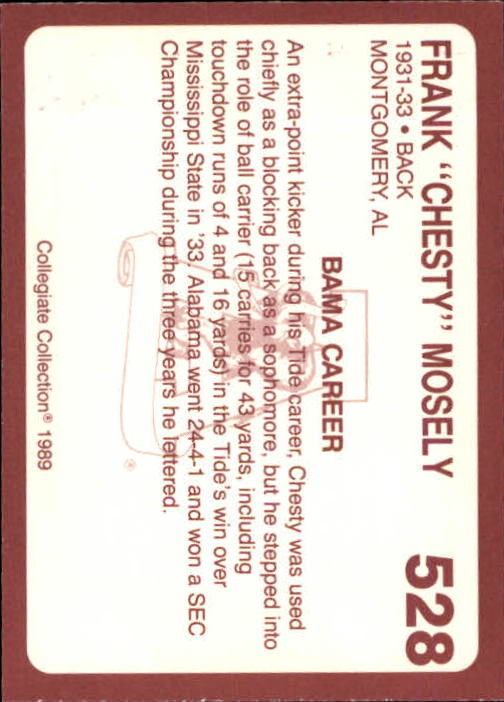 FRANK "CHESTY" MOSELY 528
1931-33 • BACK
MONTGOMERY, AL
BAMA CAREER
An extra-point kicker during his Tide career, Chesty was used
chiefly as a blocking back as a sophomore, but he stepped into
the role of ball carrier (15 carries for 43 yards, including
touchdown runs of 4 and 16 yards) in the Tide's win over
Mississippi State in '33. Alabama went 24-4-1 and won a SEC
Championship during the three years he lettered.
®
Collegiate Collection® 1989